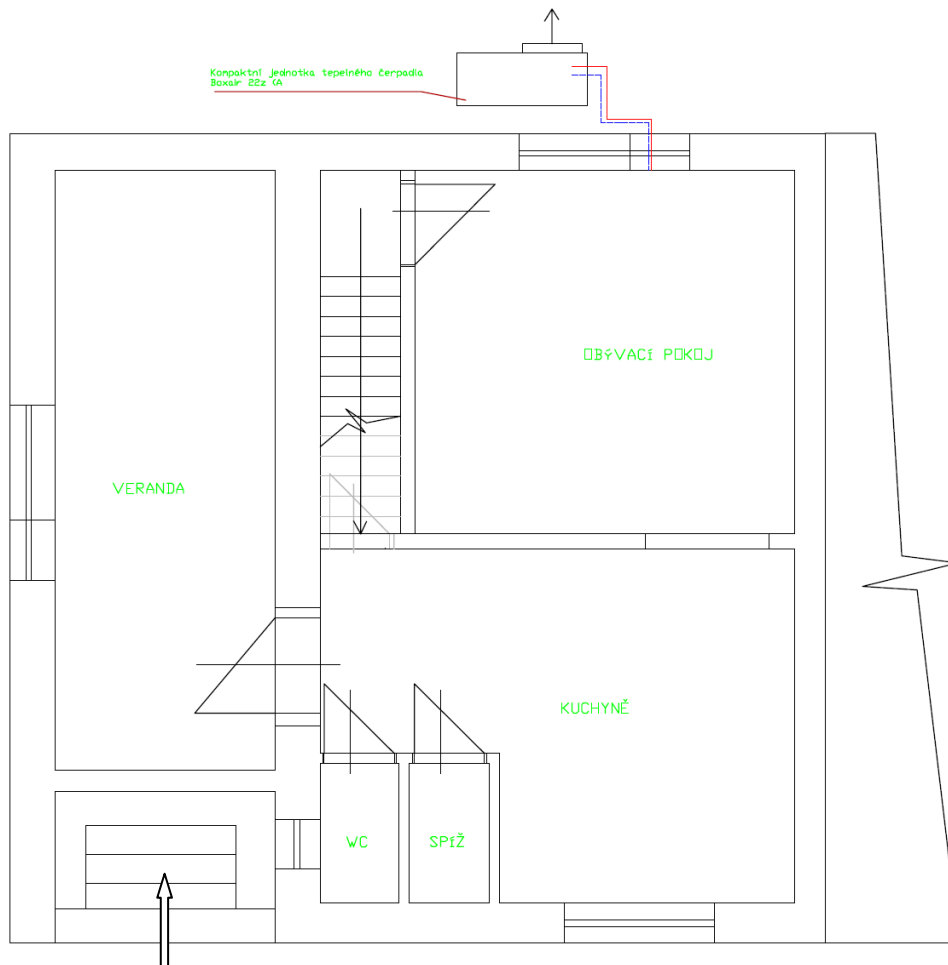 Kompaktní jednotka tepelného čerpadla
Boxair 22z CA
OBÝVACÍ POKOJ
VERANDA
KUCHYNĚ
WC
SPÍŽ